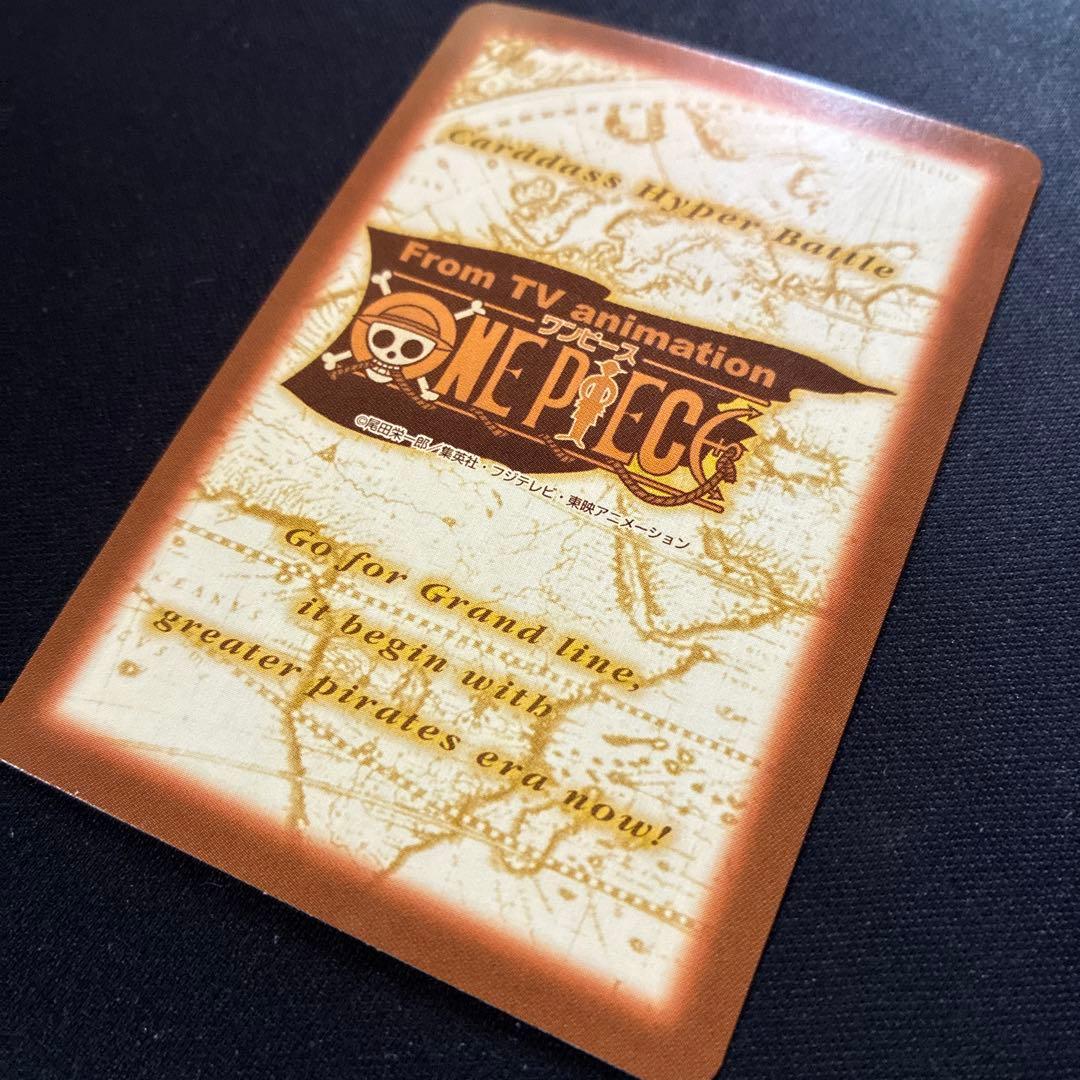 Carddass Hyper Battle
From TV animation
ワンピース
ONE PIECE
©尾田栄一郎／集英社・フジテレビ・東映アニメーション
Go for Grand line,
it begin with
greater pirates era now!